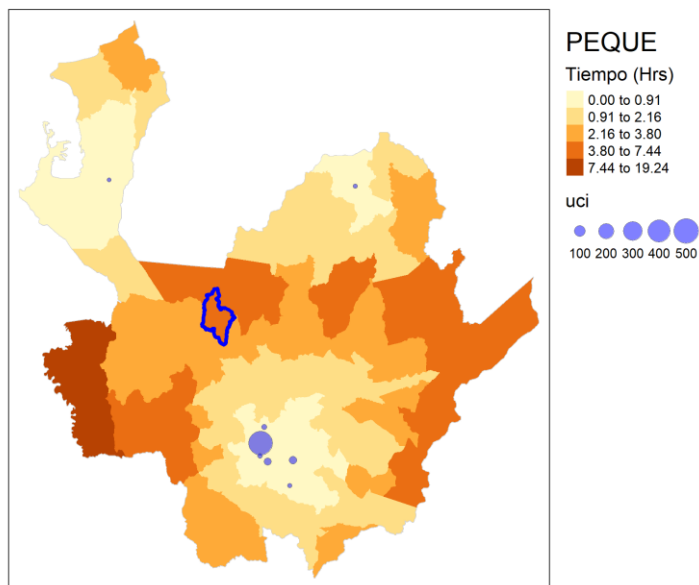 PEQUE
Tiempo (Hrs)
0.00 to 0.91
0.91 to 2.16
2.16 to 3.80
3.80 to 7.44
7.44 to 19.24
uci
100 200 300 400 500